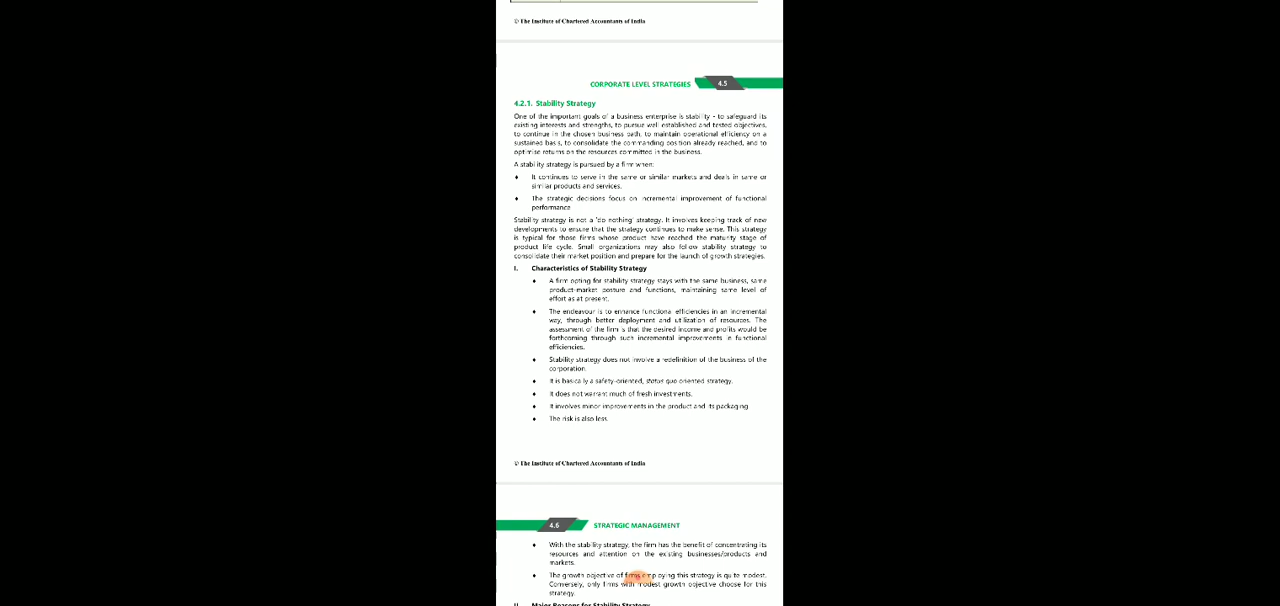 © The Institute of Chartered Accountants of India
CORPORATE LEVEL STRATEGIES 4.5
4.2.1. Stability Strategy
One of the important goals of a business enterprise is stability - to safeguard its
existing interests and strengths, to pursue well established and tested objectives,
to continue in the chosen business path, to maintain operational efficiency on a
sustained basis, to consolidate the commanding position already reached, and to
optimise returns on the resources committed in the business.
A stability strategy is pursued by a firm when:
♦ It continues to serve in the same or similar markets and deals in same or
similar products and services.
♦ The strategic decisions focus on incremental improvement of functional
performance
Stability strategy is not a 'do nothing' strategy. It involves keeping track of new
developments to ensure that the strategy continues to make sense. This strategy
is typical for those firms whose product have reached the maturity stage of
product life cycle. Small organizations may also follow stability strategy to
consolidate their market position and prepare for the launch of growth strategies.
I. Characteristics of Stability Strategy
♦ A firm opting for stability strategy stays with the same business, same
product-market posture and functions, maintaining same level of
effort as at present.
♦ The endeavour is to enhance functional efficiencies in an incremental
way, through better deployment and utilization of resources. The
assessment of the firm is that the desired income and profits would be
forthcoming through such incremental improvements in functional
efficiencies.
♦ Stability strategy does not involve a redefinition of the business of the
corporation.
♦ It is basically a safety-oriented, status quo oriented strategy.
♦ It does not warrant much of fresh investments.
♦ It involves minor improvements in the product and its packaging
♦ The risk is also less.
© The Institute of Chartered Accountants of India
4.6 STRATEGIC MANAGEMENT
♦ With the stability strategy, the firm has the benefit of concentrating its
resources and attention on the existing businesses/products and
markets.
♦ The growth objective of firms employing this strategy is quite modest.
Conversely, only firms with modest growth objective choose for this
strategy.
II. Major Reasons for Stability Strategy